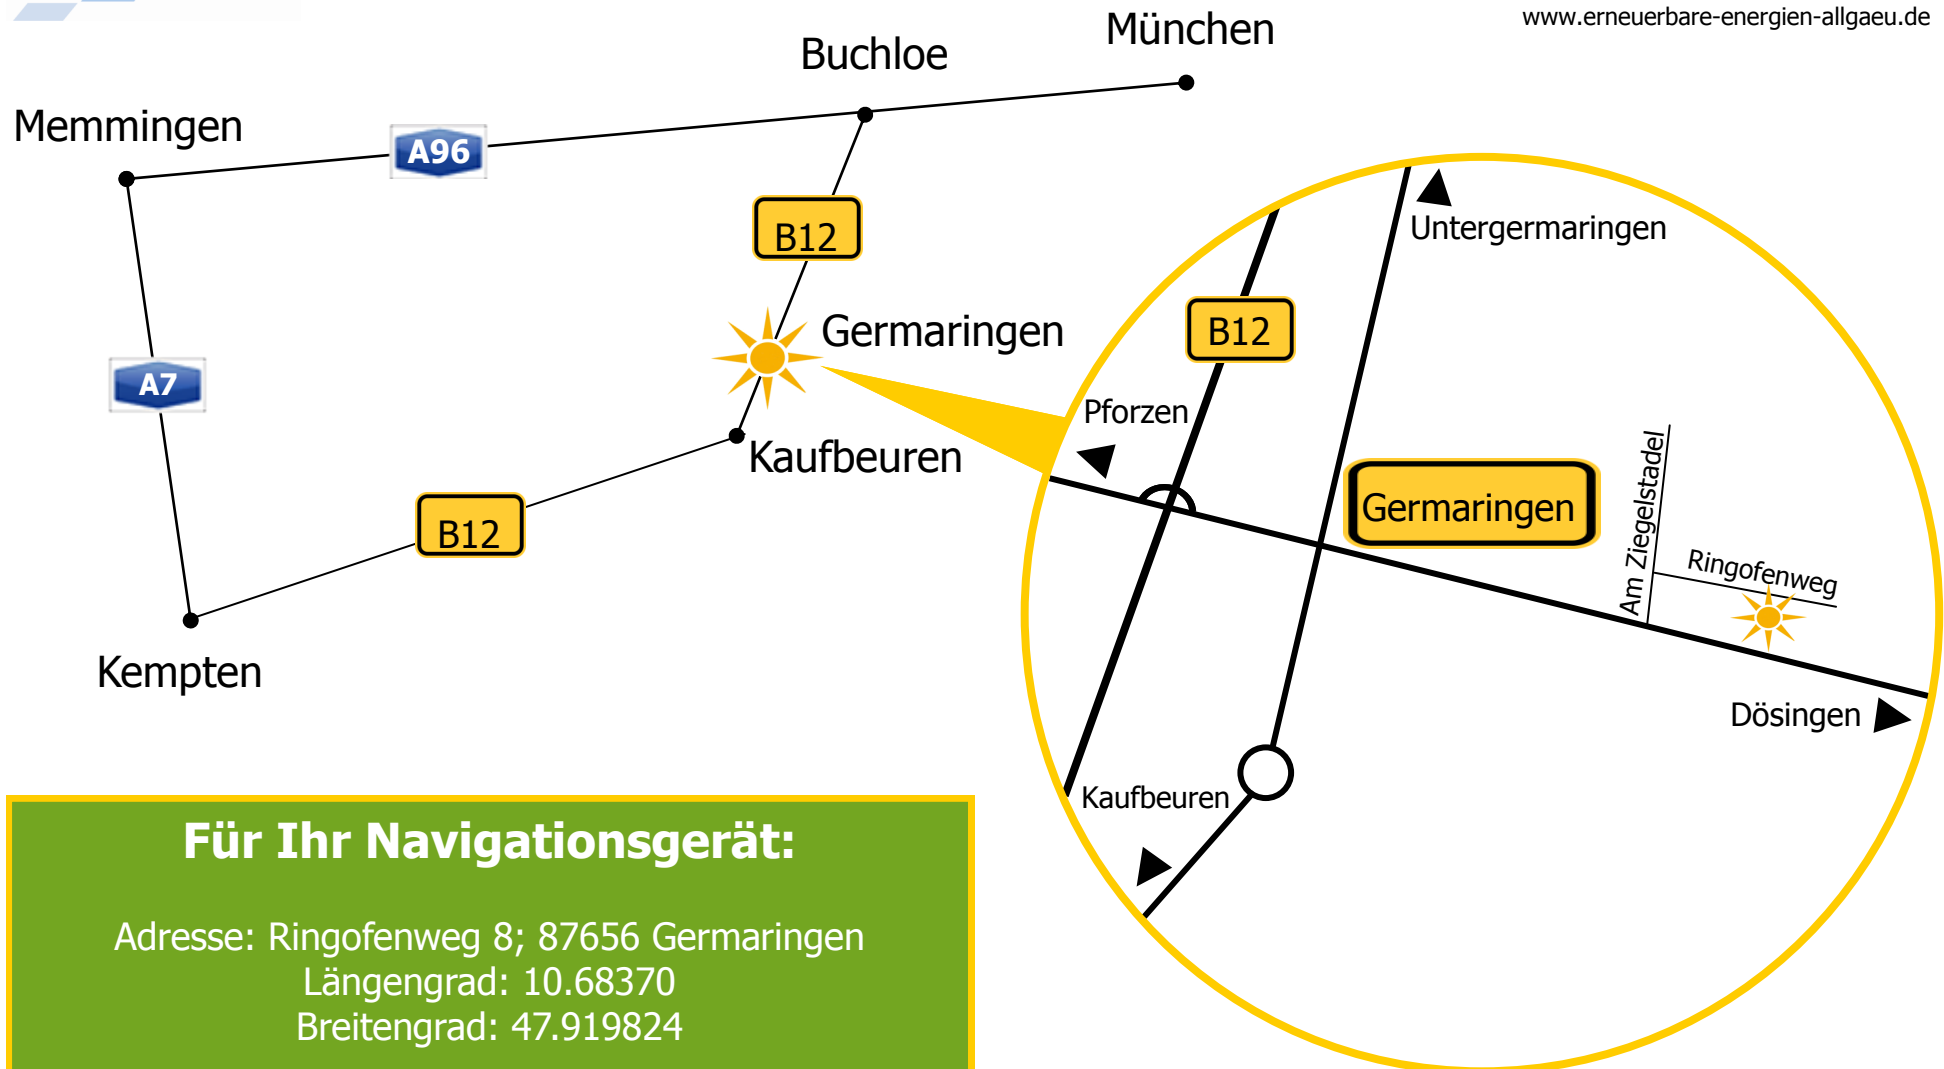 www.erneuerbare-energien-allgaeu.de
München
Buchloe
Memmingen
A96
B12
Germaringen
A7
Kaufbeuren
B12
Kempten
Untergermaringen
B12
Pforzen
Germaringen
Am Ziegelstadel
Ringofenweg
Dösingen
Kaufbeuren
Für Ihr Navigationsgerät:
Adresse: Ringofenweg 8; 87656 Germaringen
Längengrad: 10.68370
Breitengrad: 47.919824